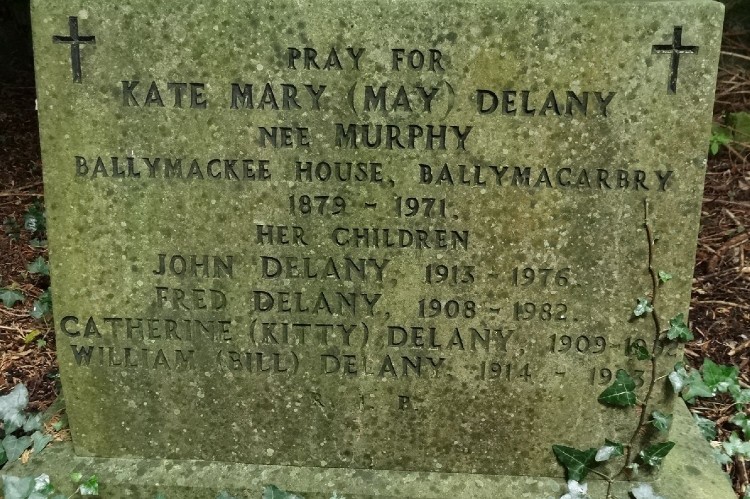 PRAY FOR
KATE MARY (MAY) DELANY
NEE MURPHY
BALLYMACKEE HOUSE, BALLYMACARBRY
1879 - 1971.
HER CHILDREN
JOHN DELANY, 1913 - 1976.
FRED DELANY, 1908 - 1982.
CATHERINE (KITTY) DELANY, 1909 -
WILLIAM (BILL) DELANY, 1914 -
R. I. P.